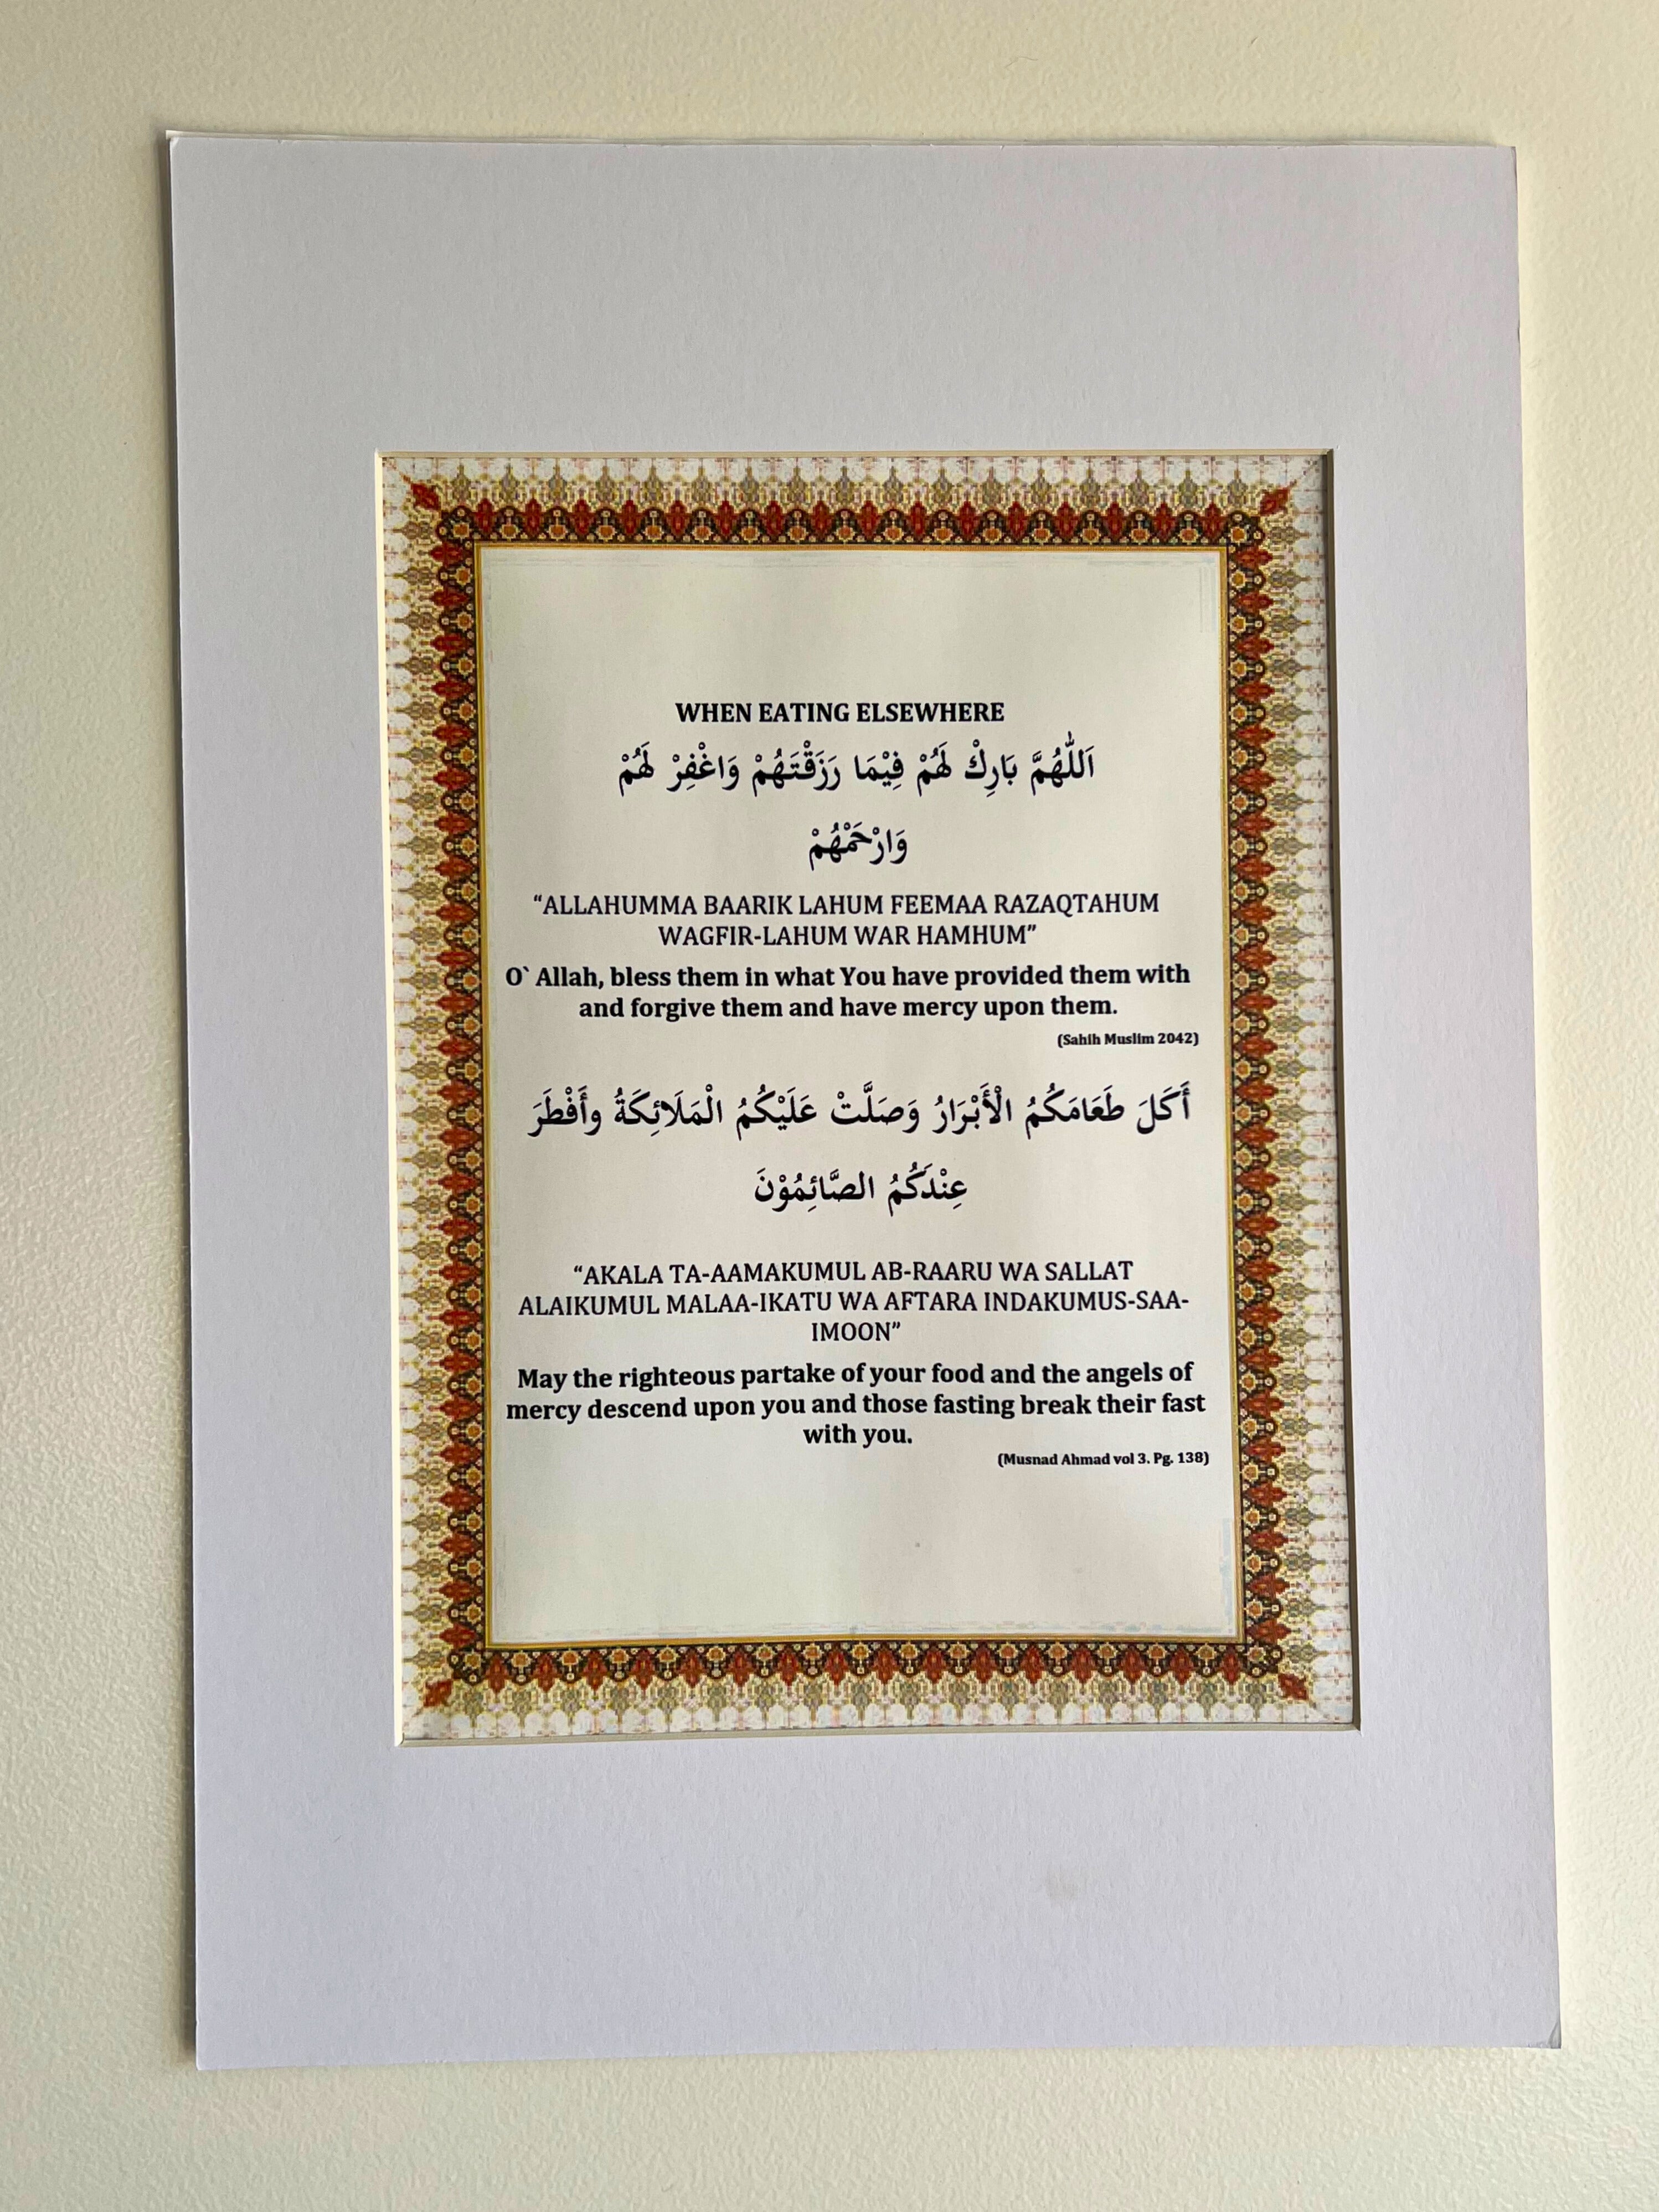 WHEN EATING ELSEWHERE
اَللّٰهُمَّ بَارِكْ لَهُمْ فِيْمَا رَزَقْتَهُمْ وَاغْفِرْ لَهُمْ
وَارْحَمْهُمْ
“ALLAHUMMA BAARIK LAHUM FEEMAA RAZAQTAHUM
WAGFIR-LAHUM WAR HAMHUM”
O` Allah, bless them in what You have provided them with
and forgive them and have mercy upon them.
(Sahih Muslim 2042)
أَكَلَ طَعَامَكُمُ الْأَبْرَارُ وَصَلَّتْ عَلَيْكُمُ الْمَلَائِكَةُ وأَفْطَرَ
عِنْدَكُمُ الصَّائِمُوْنَ
“AKALA TA-AAMAKUMUL AB-RAARU WA SALLAT
ALAIKUMUL MALAA-IKATU WA AFTARA INDAKUMUS-SAA-
IMOON”
May the righteous partake of your food and the angels of
mercy descend upon you and those fasting break their fast
with you.
(Musnad Ahmad vol 3. Pg. 138)